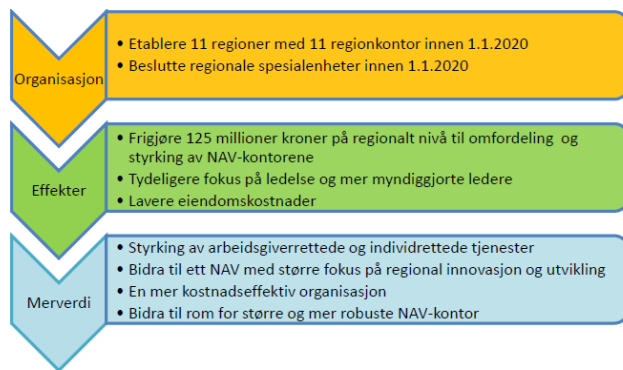 Organisasjon
• Etablere 11 regioner med 11 regionkontor innen 1.1.2020
• Beslutte regionale spesialenheter innen 1.1.2020
Effekter
• Frigjøre 125 millioner kroner på regionalt nivå til omfordeling og
styrking av NAV-kontorene
• Tydeligere fokus på ledelse og mer myndiggjorte ledere
• Lavere eiendomskostnader
Merverdi
• Styrking av arbeidsgiverrettede og individrettede tjenester
• Bidra til ett NAV med større fokus på regional innovasjon og utvikling
• En mer kostnadseffektiv organisasjon
• Bidra til rom for større og mer robuste NAV-kontor